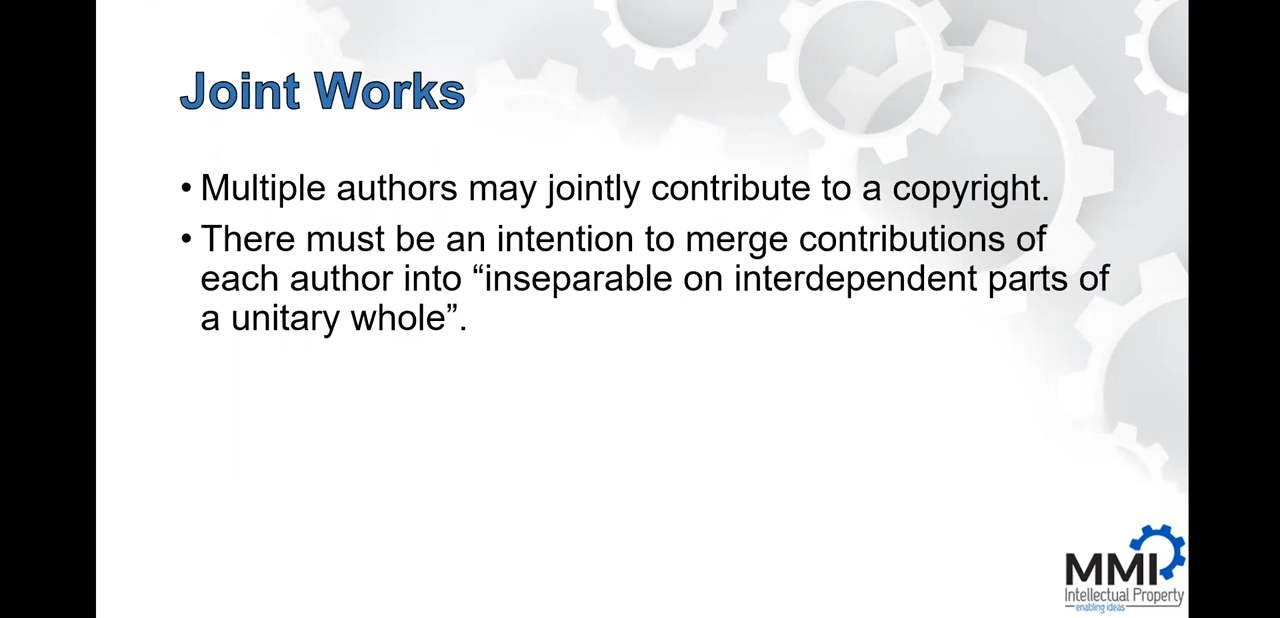 Joint Works
• Multiple authors may jointly contribute to a copyright.
• There must be an intention to merge contributions of
each author into “inseparable on interdependent parts of
a unitary whole”.
MMI
Intellectual Property
enabling ideas